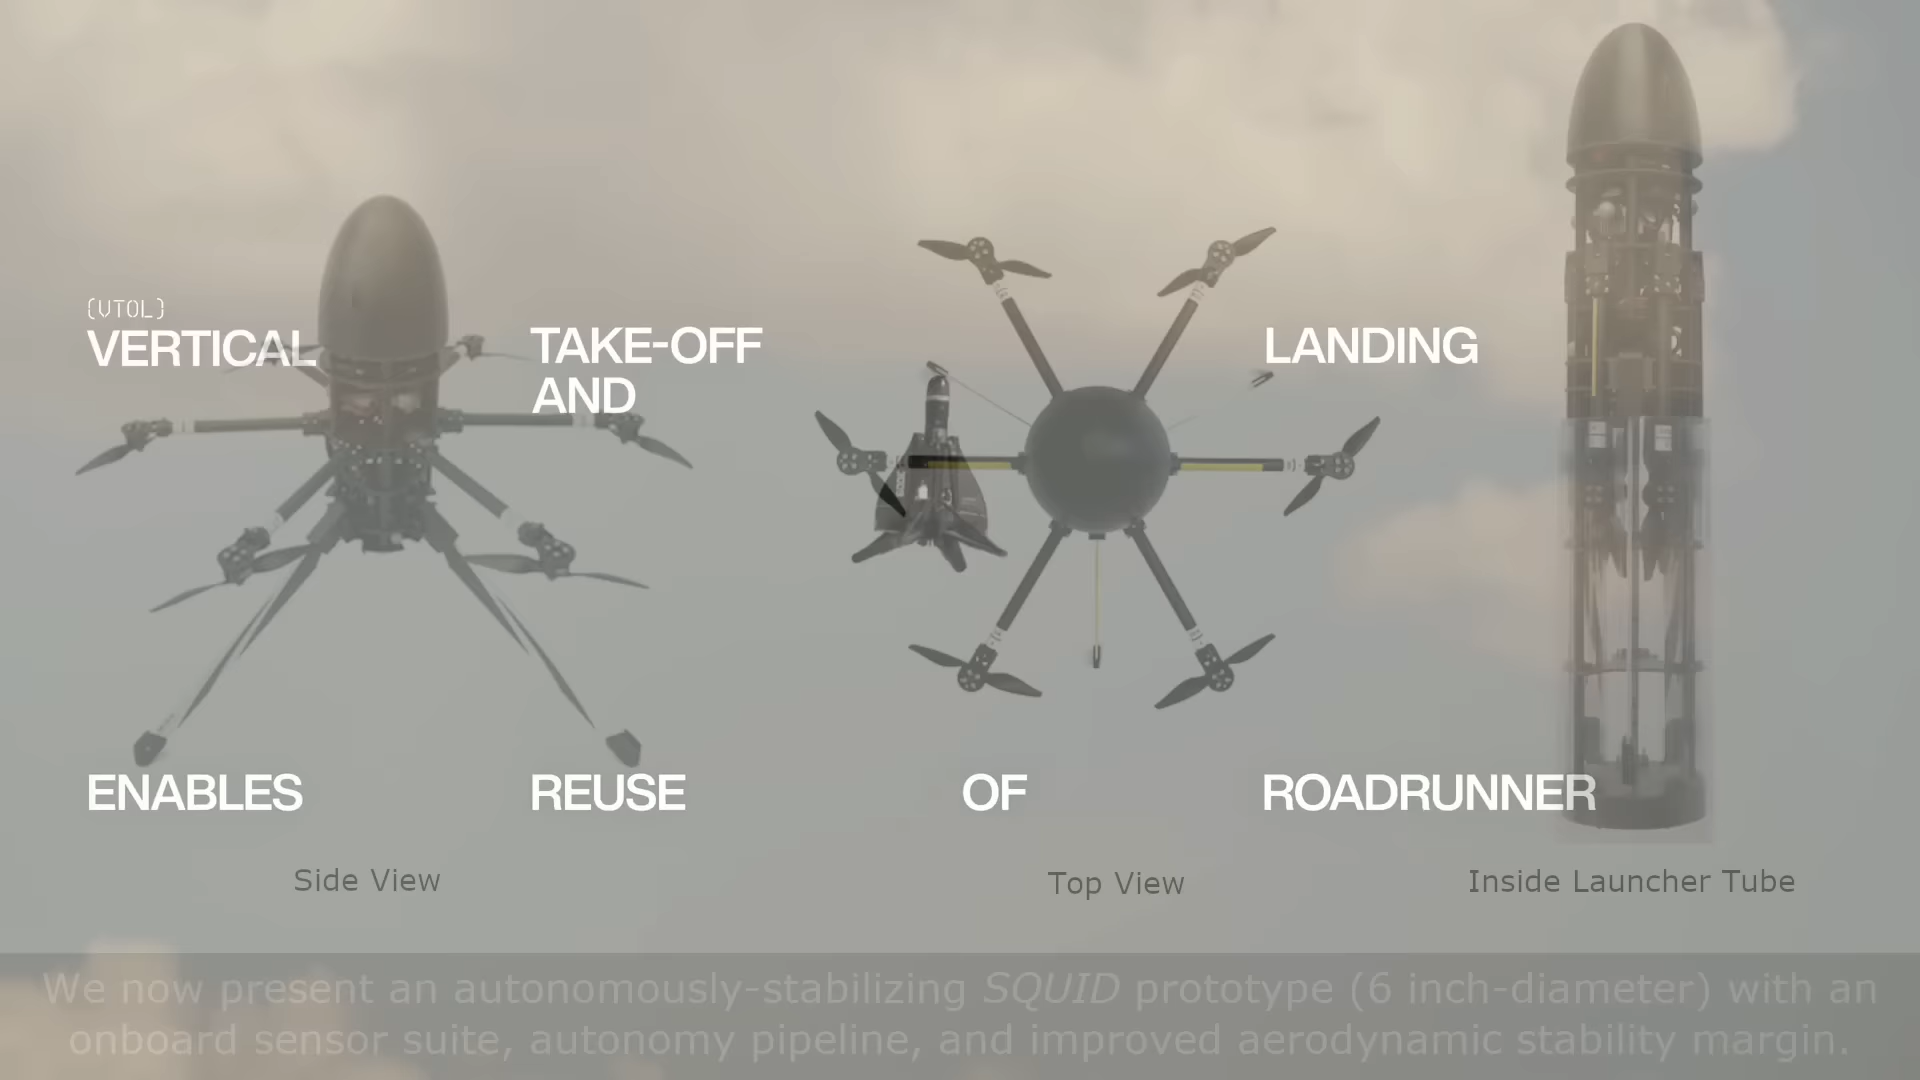 [VTOL]
VERTICAL TAKE-OFF LANDING
AND
ENABLES REUSE OF ROADRUNNER
Side View
Top View
Inside Launcher Tube
We now present an autonomously-stabilizing SQUID prototype (6 inch-diameter) with an
onboard sensor suite, autonomy pipeline, and improved aerodynamic stability margin.